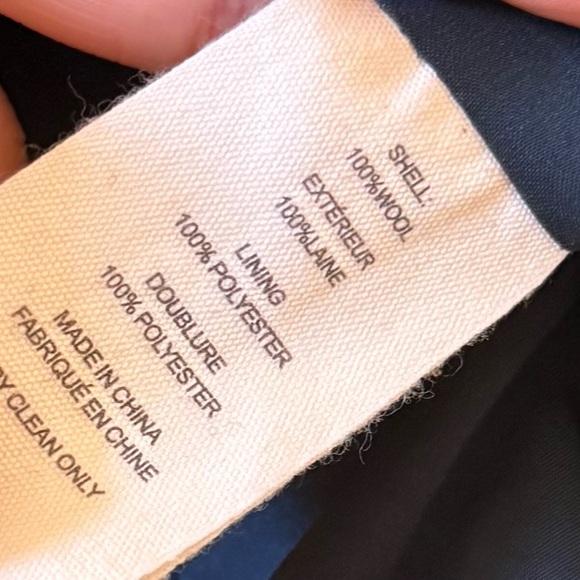 SHELL:
100%WOOL
EXTÉRIEUR
100%LAINE
LINING
100% POLYESTER
DOUBLURE
100% POLYESTER
MADE IN CHINA
FABRIQUÉ EN CHINE
CLEAN ONLY